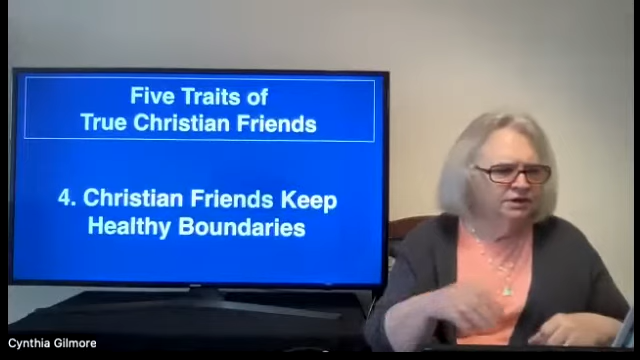 Five Traits of
True Christian Friends
4. Christian Friends Keep
Healthy Boundaries
Cynthia Gilmore